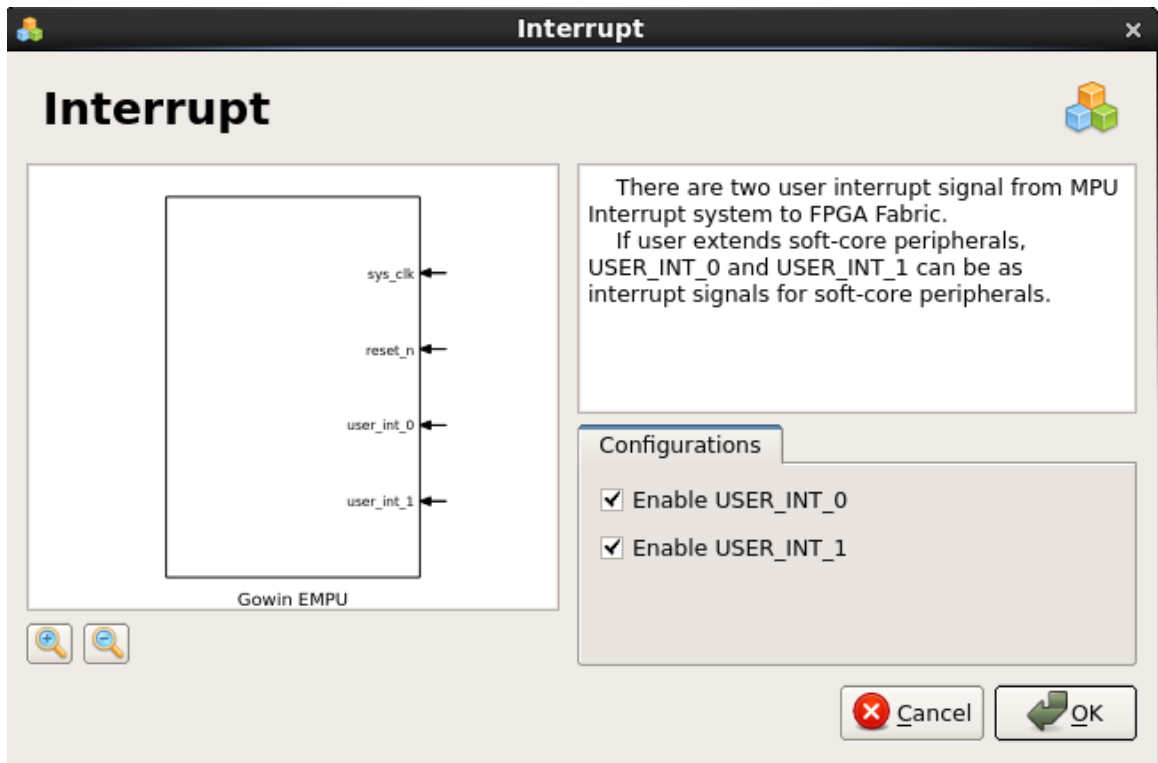 Interrupt
Interrupt
sys_clk
reset_n
user_int_0
user_int_1
Gowin EMPU
There are two user interrupt signal from MPU
Interrupt system to FPGA Fabric.
If user extends soft-core peripherals,
USER_INT_0 and USER_INT_1 can be as
interrupt signals for soft-core peripherals.
Configurations
Enable USER_INT_0
Enable USER_INT_1
Cancel
OK